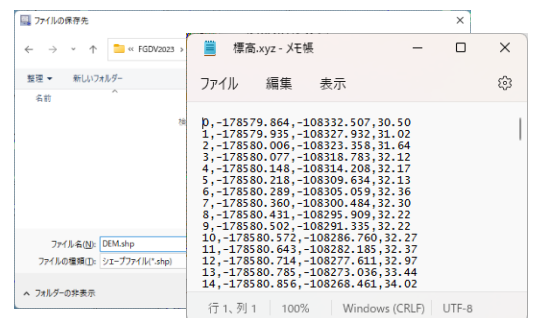 ファイルの保存先
« FGDV2023 ›
整理 ▼ 新しいフォルダー
名前
検
ファイル名(N): DEM.shp
ファイルの種類(T): シェープファイル(*.shp)
フォルダーの非表示
標高.xyz - メモ帳
ファイル 編集 表示
0,-178579.864,-108332.507,30.50
1,-178579.935,-108327.932,31.02
2,-178580.006,-108323.358,31.64
3,-178580.077,-108318.783,32.12
4,-178580.148,-108314.208,32.17
5,-178580.218,-108309.634,32.13
6,-178580.289,-108305.059,32.36
7,-178580.360,-108300.484,32.30
8,-178580.431,-108295.909,32.22
9,-178580.502,-108291.335,32.22
10,-178580.572,-108286.760,32.27
11,-178580.643,-108282.185,32.37
12,-178580.714,-108277.611,32.97
13,-178580.785,-108273.036,33.44
14,-178580.856,-108268.461,34.02
行 1、列 1 100% Windows (CRLF) UTF-8